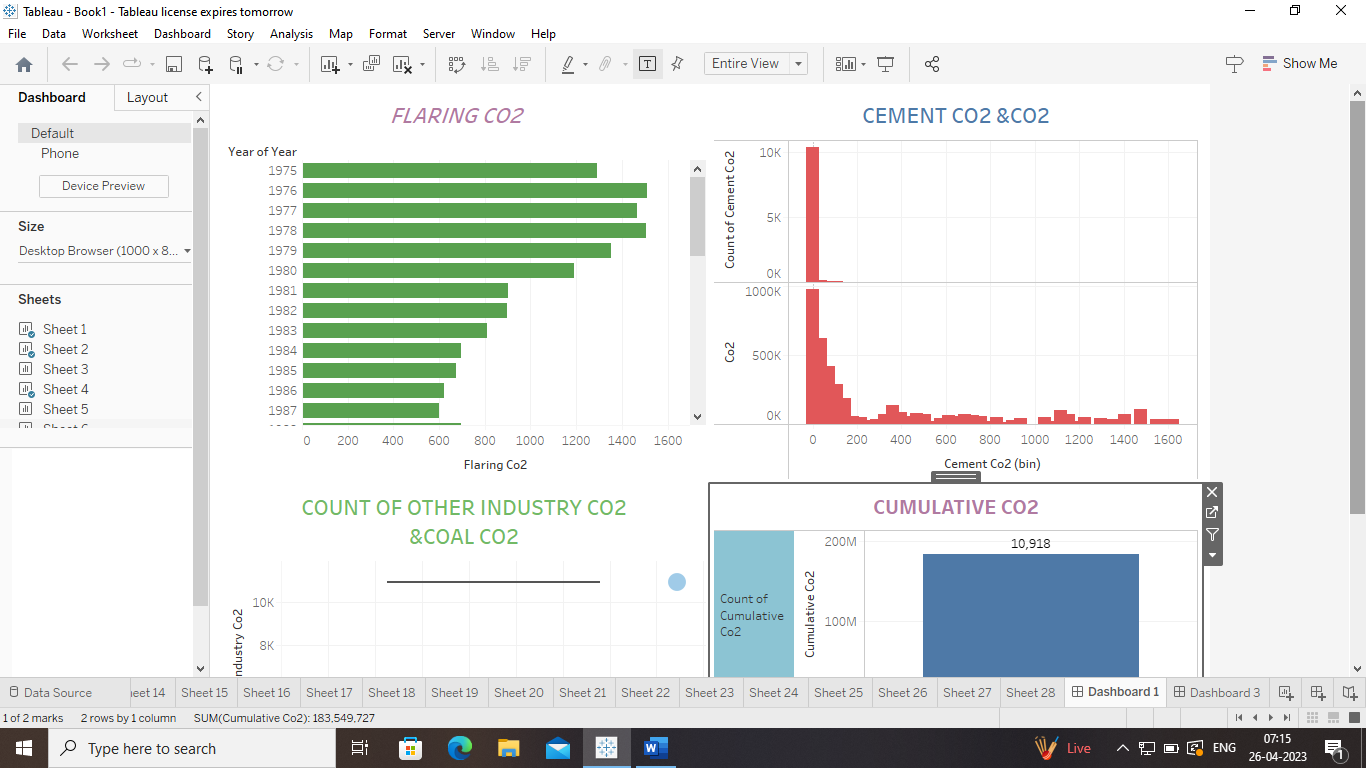 Tableau - Book1 - Tableau license expires tomorrow
File Data Worksheet Dashboard Story Analysis Map Format Server Window Help
Entire View
Show Me
Dashboard Layout
Default
Phone
Device Preview
Size
Desktop Browser (1000 x 8...
Sheets
Sheet 1
Sheet 2
Sheet 3
Sheet 4
Sheet 5
FLARING CO2
Year of Year
1975
1976
1977
1978
1979
1980
1981
1982
1983
1984
1985
1986
1987
0 200 400 600 800 1000 1200 1400 1600
Flaring Co2
CEMENT CO2 &CO2
Count of Cement Co2
10K
5K
0K
Co2
1000K
500K
0K
0 200 400 600 800 1000 1200 1400 1600
Cement Co2 (bin)
COUNT OF OTHER INDUSTRY CO2
&COAL CO2
ndustry Co2
10K
8K
CUMULATIVE CO2
Count of
Cumulative
Co2
Cumulative Co2
200M
100M
10,918
Data Source heet 14 Sheet 15 Sheet 16 Sheet 17 Sheet 18 Sheet 19 Sheet 20 Sheet 21 Sheet 22 Sheet 23 Sheet 24 Sheet 25 Sheet 26 Sheet 27 Sheet 28 Dashboard 1 Dashboard 3
1 of 2 marks 2 rows by 1 column SUM(Cumulative Co2): 183,549,727
Type here to search
W
Live
ENG
07:15
26-04-2023
1